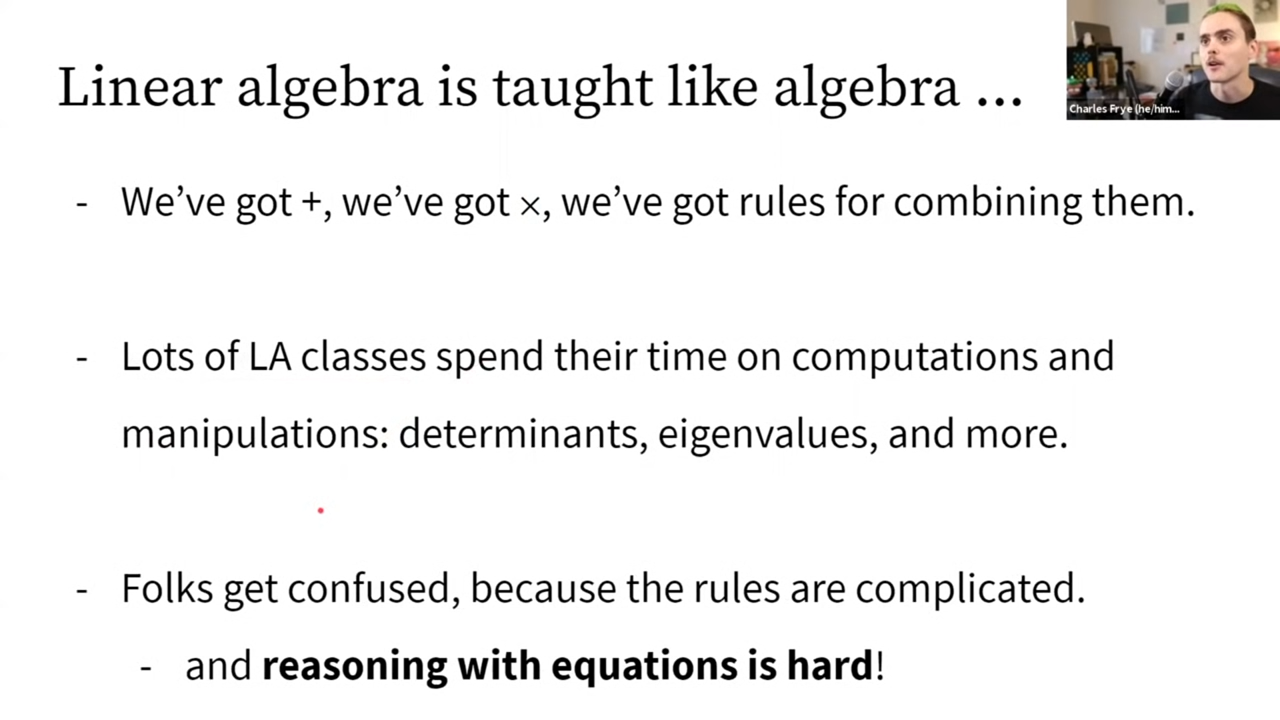 Linear algebra is taught like algebra ...
Charles Frye (he/him...
- We’ve got +, we’ve got ×, we’ve got rules for combining them.
- Lots of LA classes spend their time on computations and
manipulations: determinants, eigenvalues, and more.
- Folks get confused, because the rules are complicated.
- and reasoning with equations is hard!